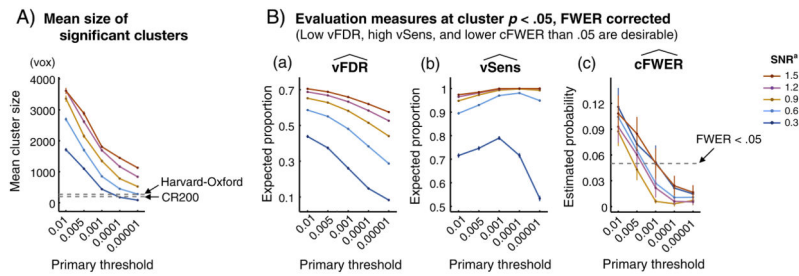 A) Mean size of
significant clusters
(vox)
Mean cluster size
4000
3000
2000
1000
0
0.01
0.005
0.001
0.0001
0.00001
Primary threshold
Harvard-Oxford
CR200
B) Evaluation measures at cluster p < .05, FWER corrected
(Low vFDR, high vSens, and lower cFWER than .05 are desirable)
(a)
vFDR
Expected proportion
0.7
0.5
0.3
0.1
0.01
0.005
0.001
0.0001
0.00001
Primary threshold
(b)
vSens
Expected proportion
1
0.9
0.8
0.7
0.6
0.5
0.01
0.005
0.001
0.0001
0.00001
Primary threshold
(c)
cFWER
Estimated probability
0.12
0.09
0.06
0.03
0
0.01
0.005
0.001
0.0001
0.00001
Primary threshold
FWER < .05
SNRª
1.5
1.2
0.9
0.6
0.3